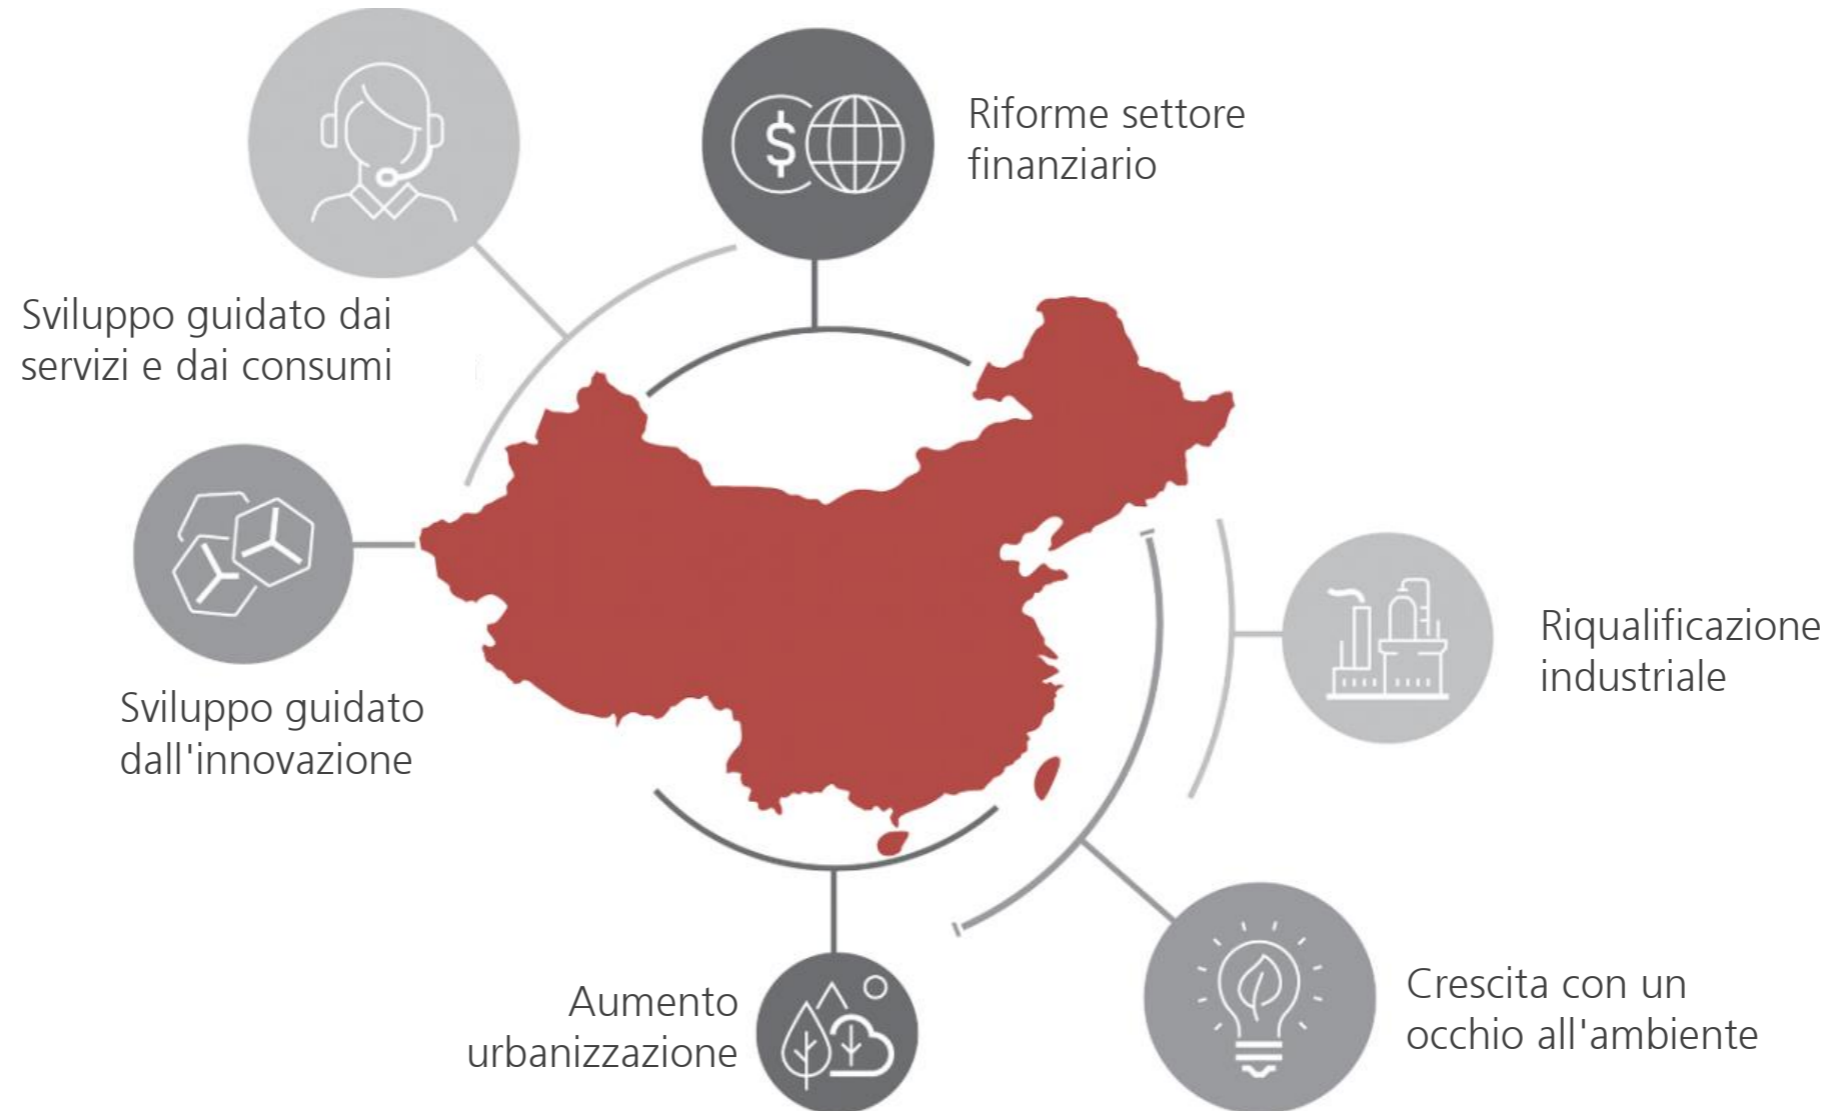 Riforme settore
finanziario
Sviluppo guidato dai
servizi e dai consumi
Riqualificazione
industriale
Sviluppo guidato
dall'innovazione
Crescita con un
occhio all'ambiente
Aumento
urbanizzazione
$